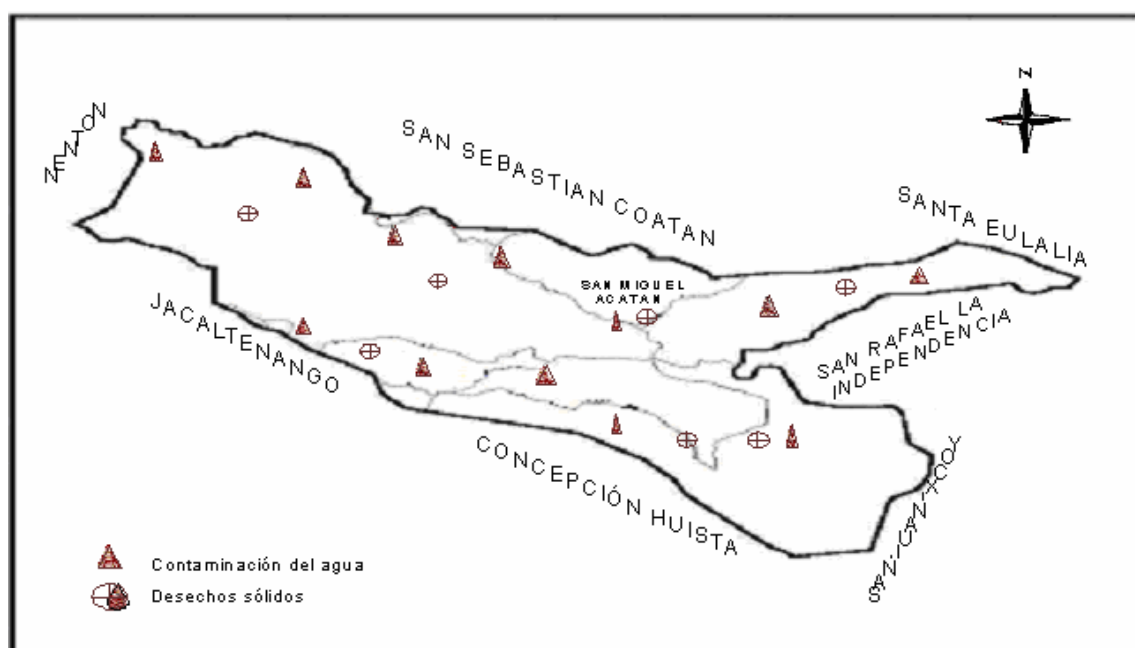 N
NENTÓN
SAN SEBASTIAN COATAN
SANTA EULALIA
SAN MIGUEL
ACATAN
JACALTENANGO
SAN RAFAEL LA
INDEPENDENCIA
CONCEPCIÓN HUISTA
SAN JUAN IXCOY
Contaminación del agua
Desechos sólidos